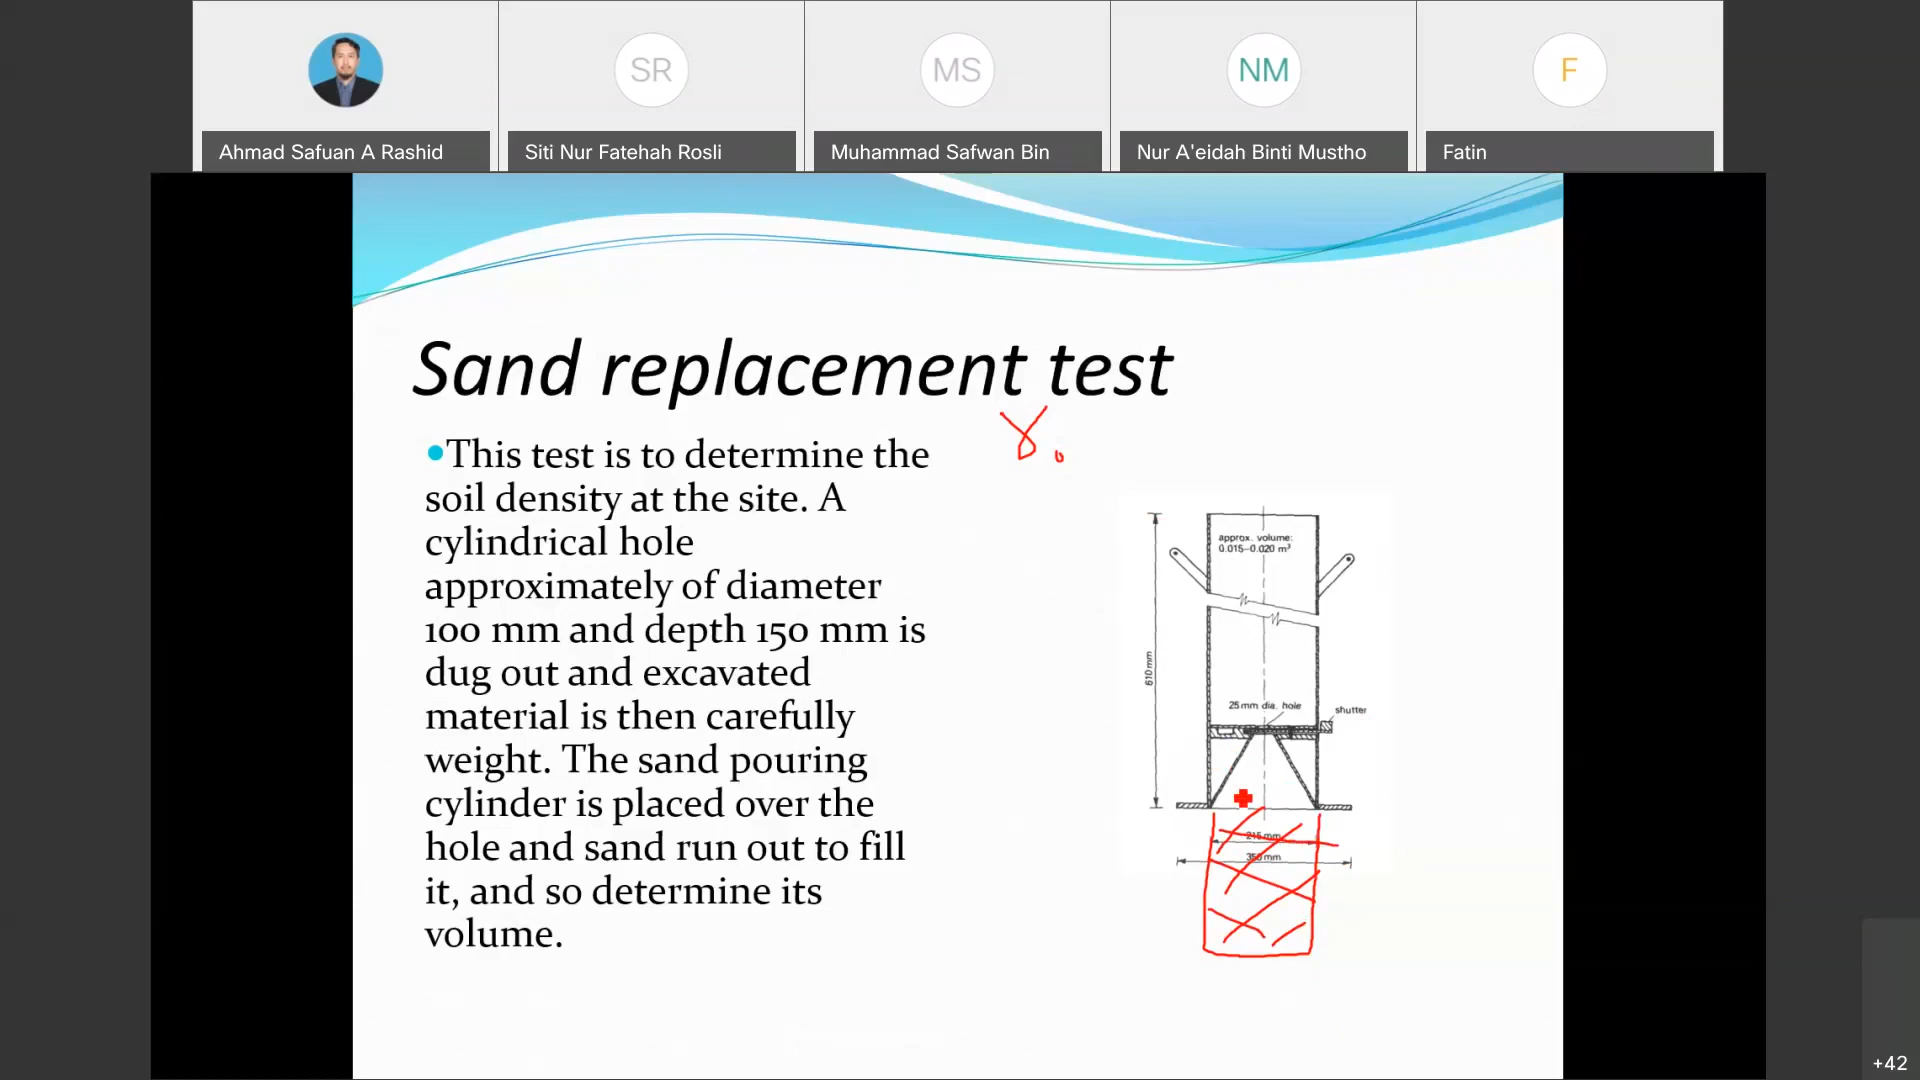 SR
MS
NM
F
Ahmad Safuan A Rashid
Siti Nur Fatehah Rosli
Muhammad Safwan Bin
Nur A'eidah Binti Mustho
Fatin
Sand replacement test
•This test is to determine the
soil density at the site. A
cylindrical hole
approximately of diameter
100 mm and depth 150 mm is
dug out and excavated
material is then carefully
weight. The sand pouring
cylinder is placed over the
hole and sand run out to fill
it, and so determine its
volume.
approx. volume:
0.015–0.020 m³
610 mm
25 mm dia. hole
shutter
215 mm
350 mm
+42